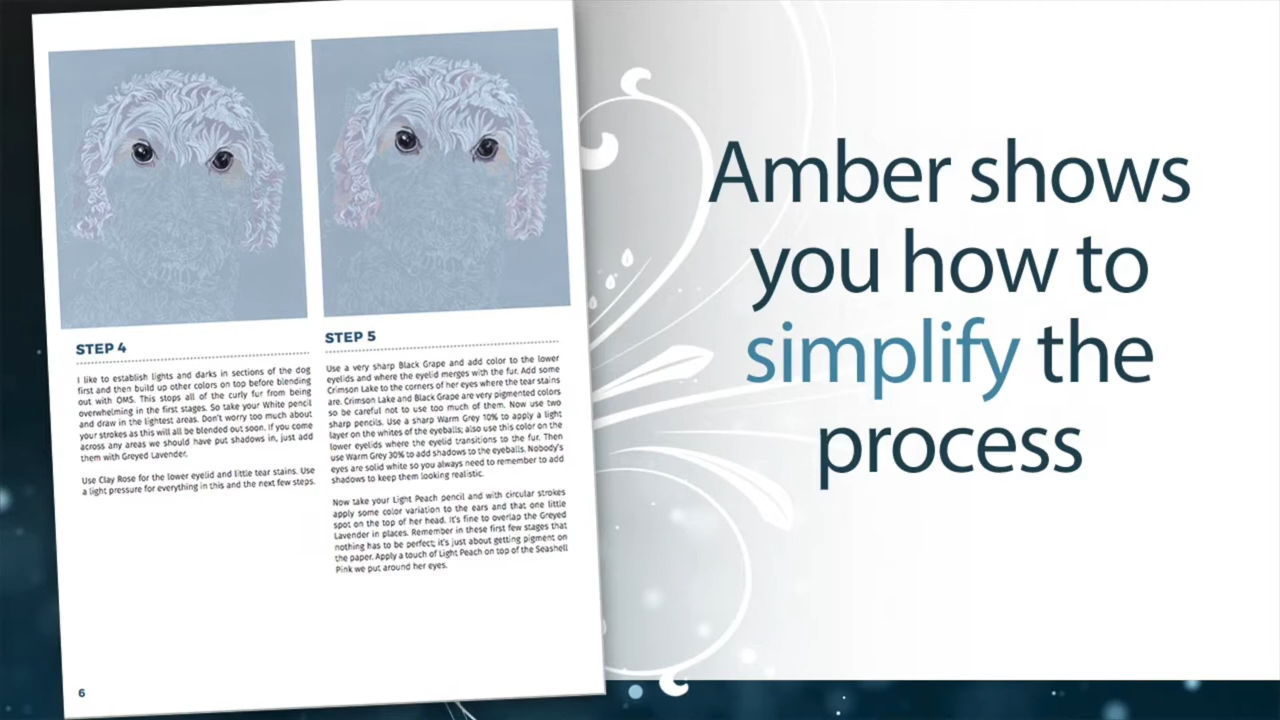 STEP 4
I like to establish lights and darks in sections of the dog
first and then build up other colors on top before blending
out with OMS. This stops all of the curly fur from being
overwhelming in the first stages. So take your White pencil
and draw in the lightest areas. Don't worry too much about
your strokes as this will all be blended out soon. If you come
across any areas we should have put shadows in, just add
them with Greyed Lavender.
Use Clay Rose for the lower eyelid and little tear stains. Use
a light pressure for everything in this and the next few steps.
STEP 5
Use a very sharp Black Grape and add color to the lower
eyelids and where the eyelid merges with the fur. Add some
Crimson Lake to the corners of her eyes where the tear stains
are. Crimson Lake and Black Grape are very pigmented colors
so be careful not to use too much of them. Now use two
sharp pencils. Use a sharp Warm Grey 10% to apply a light
layer on the whites of the eyeballs; also use this color on the
lower eyelids where the eyelid transitions to the fur. Then
use Warm Grey 30% to add shadows to the eyeballs. Nobody's
eyes are solid white so you always need to remember to add
shadows to keep them looking realistic.
Now take your Light Peach pencil and with circular strokes
apply some color variation to the ears and that one little
spot on the top of her head. It's fine to overlap the Greyed
Lavender in places. Remember in these first few stages that
nothing has to be perfect; it's just about getting pigment on
the paper. Apply a touch of Light Peach on top of the Seashell
Pink we put around her eyes.
6
Amber shows
you how to
simplify the
process